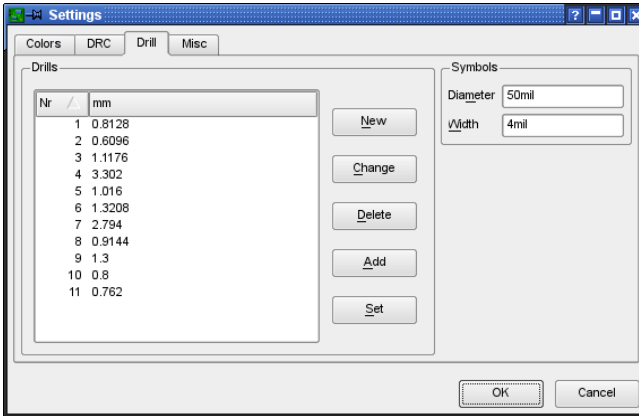 Settings
Colors DRC Drill Misc
Drills
Nr mm
1 0.8128
2 0.6096
3 1.1176
4 3.302
5 1.016
6 1.3208
7 2.794
8 0.9144
9 1.3
10 0.8
11 0.762
New
Change
Delete
Add
Set
Symbols
Diameter 50mil
Width 4mil
OK Cancel